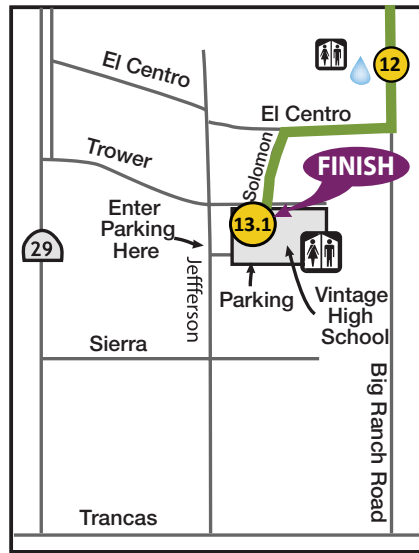 El Centro
12
El Centro
Trower
Solomon
FINISH
Enter
Parking
Here
13.1
29
Jeffferson
Parking
Vintage
High
School
Sierra
Big Ranch Road
Trancas